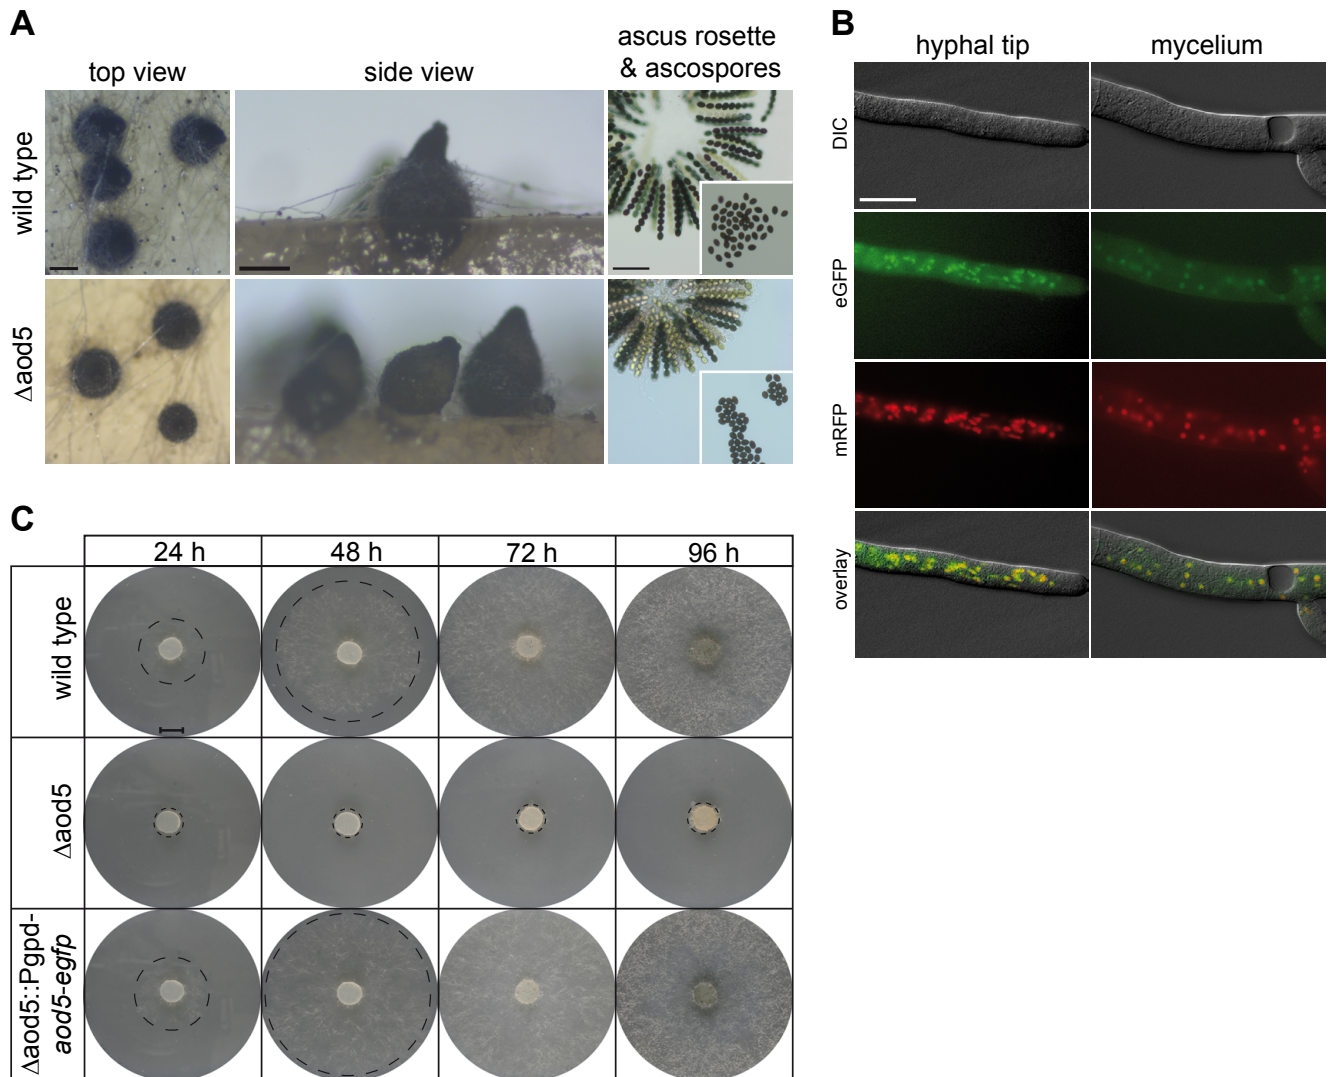 A
top view
side view
ascus rosette
& ascospores
wild type
Δaod5
B
hyphal tip
mycelium
DIC
eGFP
mRFP
overlay
C
24 h
48 h
72 h
96 h
wild type
Δaod5
Δaod5::Pgpd-
aod5-egfp